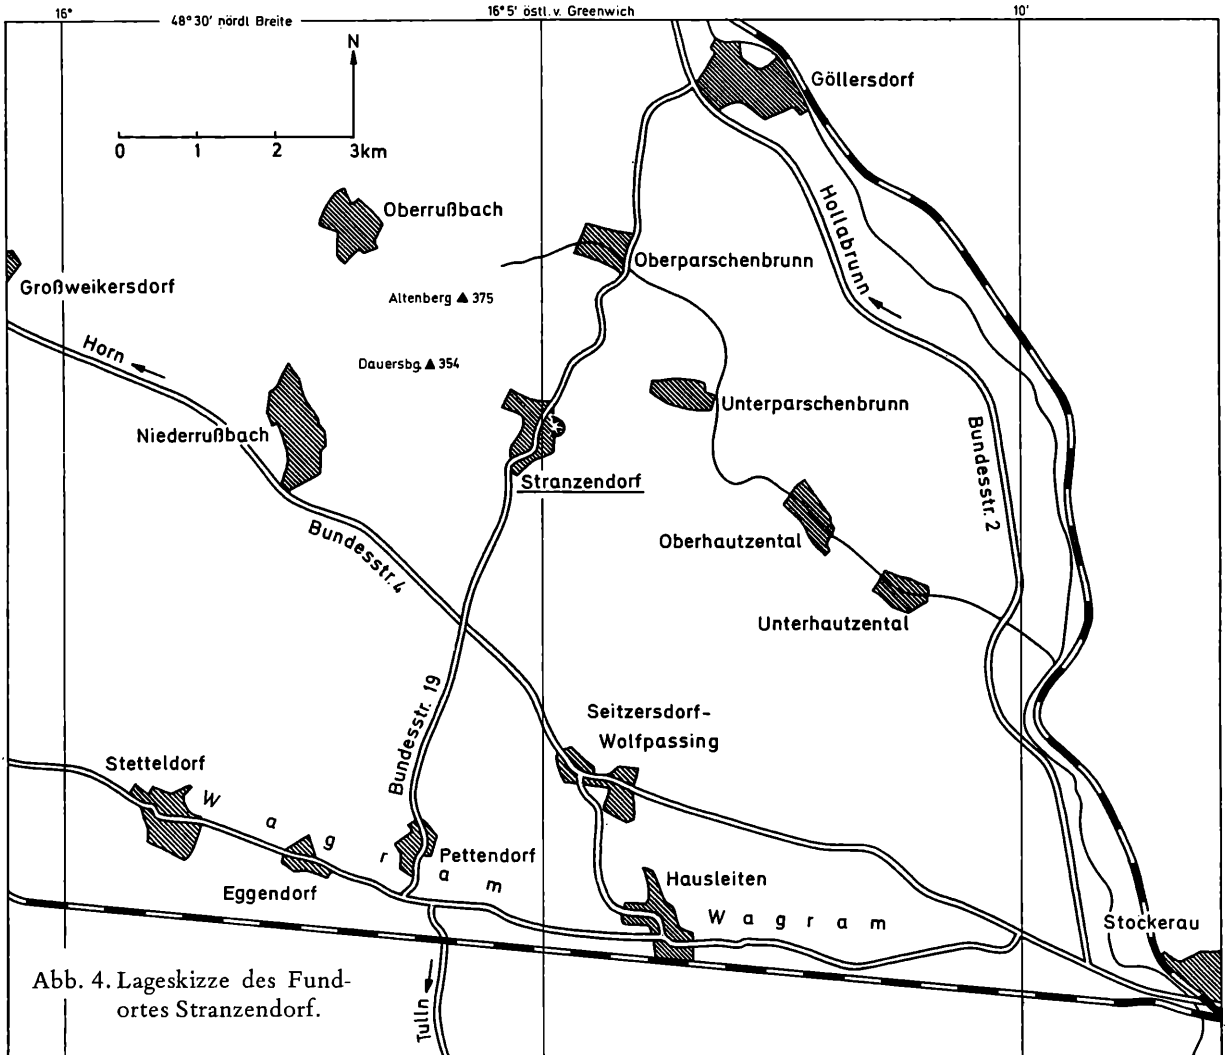 16°
48°30' nördl Breite
16°5' östl. v. Greenwich
10'
N
0 1 2 3km
Göllersdorf
Oberrußbach
Hollabrunn
Oberparschenbrunn
Großweikersdorf
Altenberg ▲ 375
Horn
Dauersbg. ▲ 354
Unterparschenbrunn
Niederrußbach
Bundesstr. 2
Stranzendorf
Bundesstr. 4
Oberhautzental
Unterhautzental
Bundesstr. 19
Seitzersdorf-
Wolfpassing
Stetteldorf
Wagram
Pettendorf
Eggendorf
Hausleiten
Wagram
Stockerau
Tulln
Abb. 4. Lageskizze des Fund-
ortes Stranzendorf.